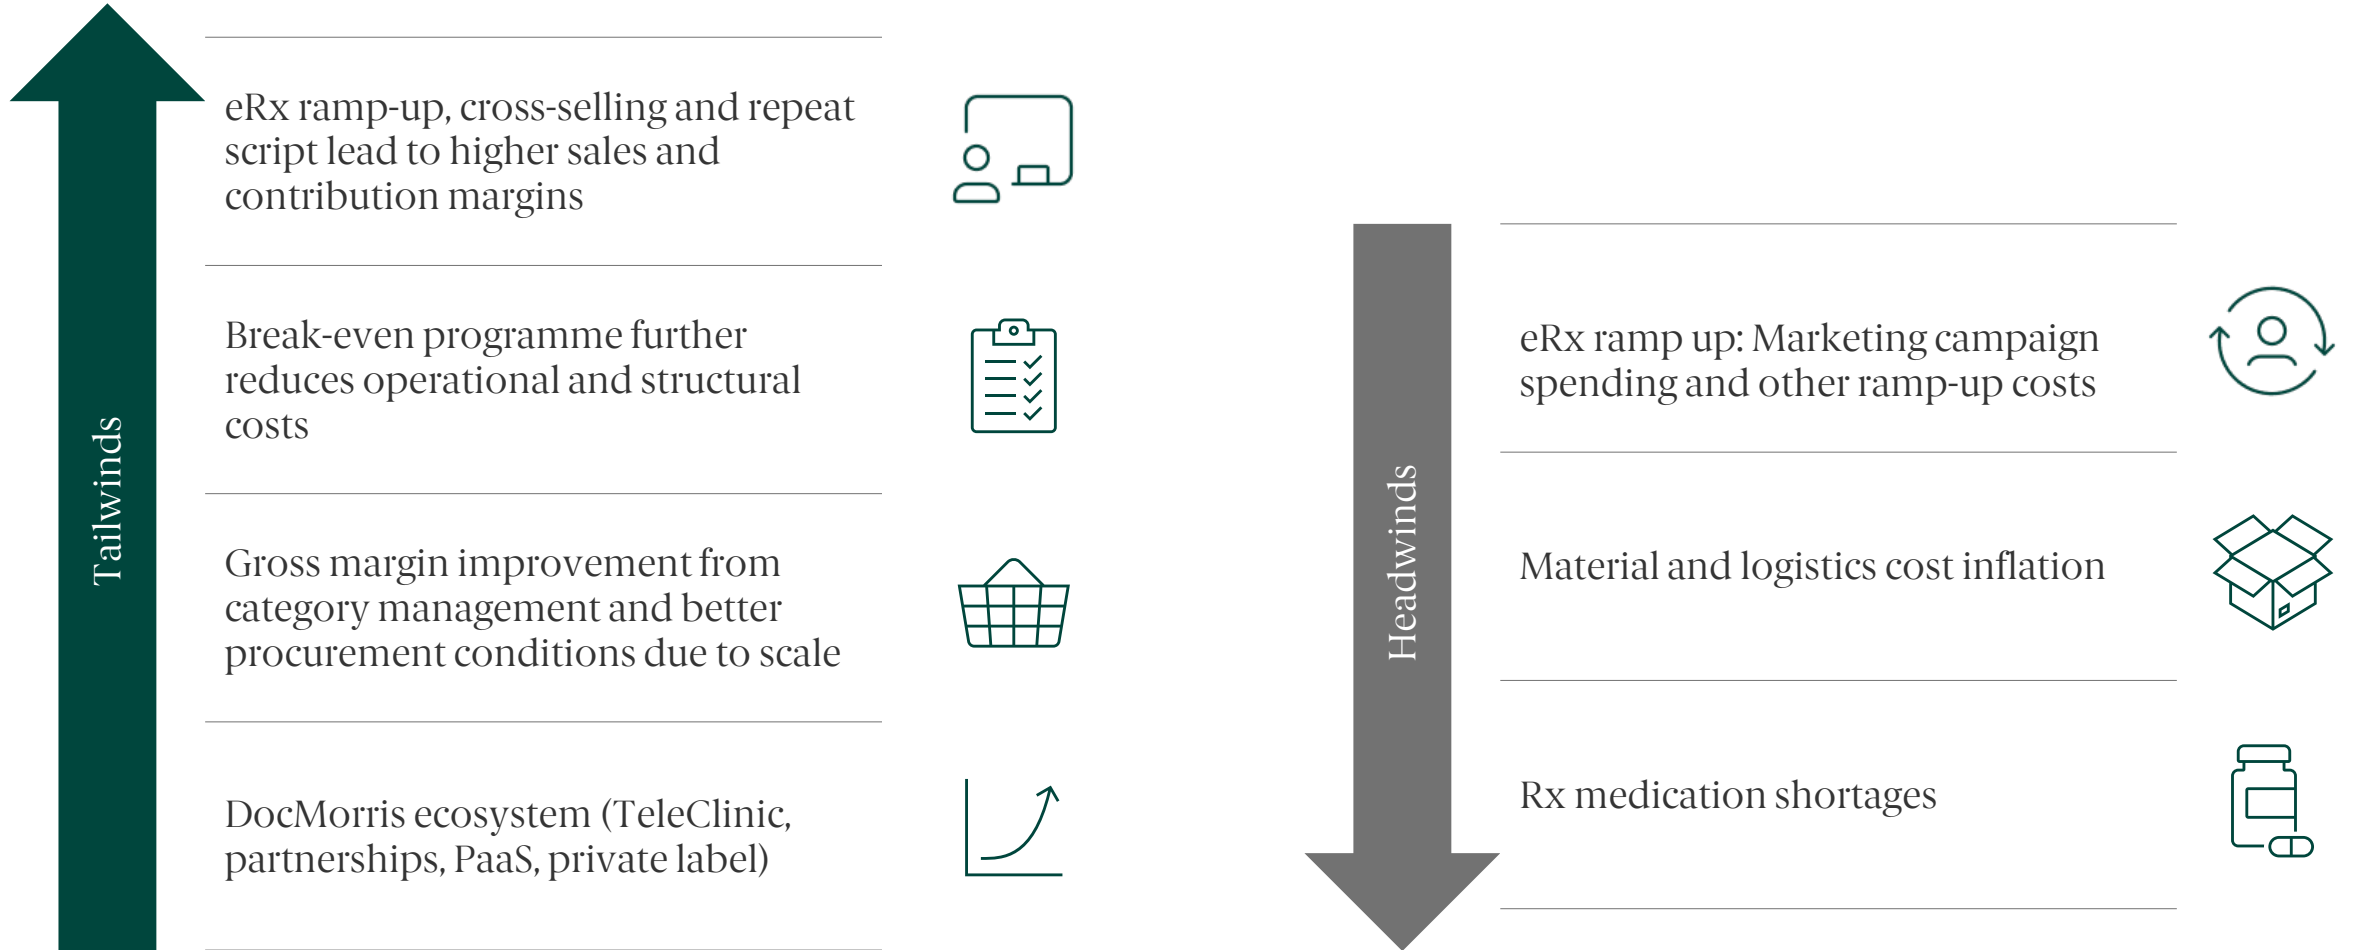 Tailwinds
eRx ramp-up, cross-selling and repeat
script lead to higher sales and
contribution margins
Break-even programme further
reduces operational and structural
costs
Gross margin improvement from
category management and better
procurement conditions due to scale
DocMorris ecosystem (TeleClinic,
partnerships, PaaS, private label)
Headwinds
eRx ramp up: Marketing campaign
spending and other ramp-up costs
Material and logistics cost inflation
Rx medication shortages